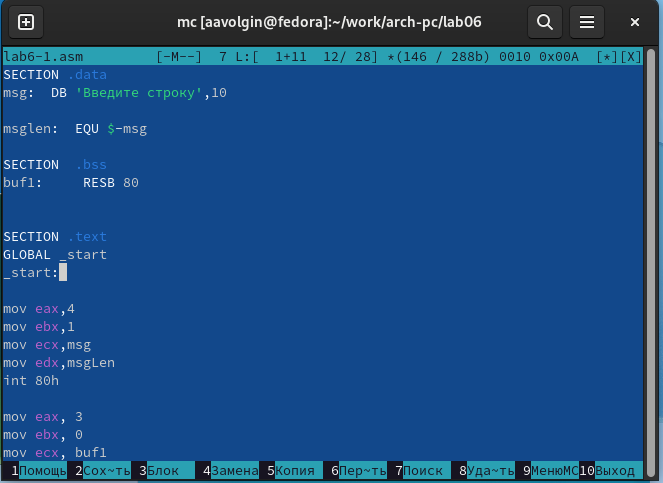 mc [aavolgin@fedora]:~/work/arch-pc/lab06
lab6-1.asm [-M--] 7 L:[ 1+11 12/ 28] *(146 / 288b) 0010 0x00A [*][X]
SECTION .data
msg: DB 'Введите строку',10
msglen: EQU $-msg
SECTION .bss
buf1: RESB 80
SECTION .text
GLOBAL _start
_start:
mov eax,4
mov ebx,1
mov ecx,msg
mov edx,msgLen
int 80h
mov eax, 3
mov ebx, 0
mov ecx, buf1
1Помощь 2Сох~ть 3Блок 4Замена 5Копия 6Пер~ть 7Поиск 8Уда~ть 9МенюMC 10Выход